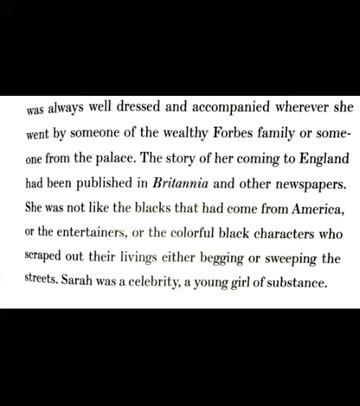 was always well dressed and accompanied wherever she
went by someone of the wealthy Forbes family or some-
one from the palace. The story of her coming to England
had been published in Britannia and other newspapers.
She was not like the blacks that had come from America,
or the entertainers, or the colorful black characters who
scraped out their livings either begging or sweeping the
streets. Sarah was a celebrity, a young girl of substance.